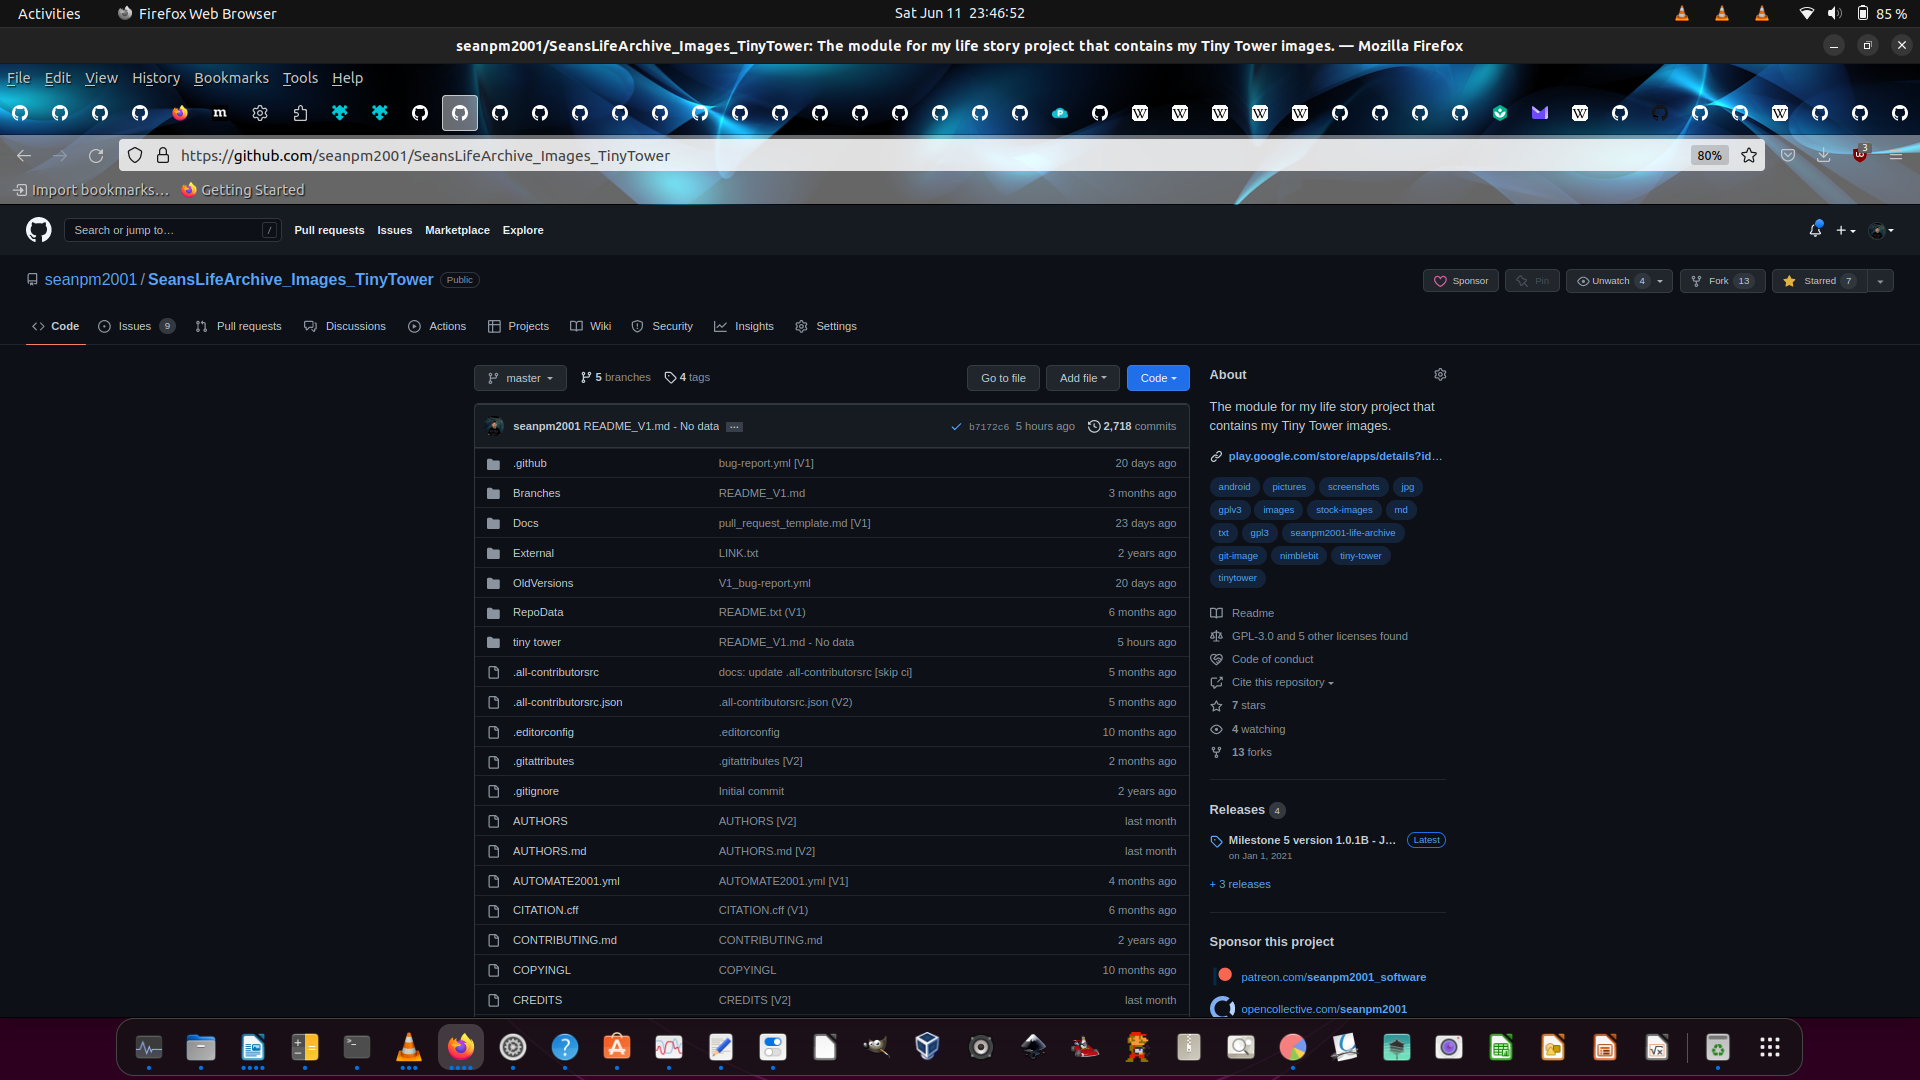 Activities Firefox Web Browser Sat Jun 11 23:46:52 85 %
seanpm2001/SeansLifeArchive_Images_TinyTower: The module for my life story project that contains my Tiny Tower images. — Mozilla Firefox
File Edit View History Bookmarks Tools Help
https://github.com/seanpm2001/SeansLifeArchive_Images_TinyTower 80% 3
Import bookmarks... Getting Started
Search or jump to... / Pull requests Issues Marketplace Explore
seanpm2001 / SeansLifeArchive_Images_TinyTower Public Sponsor Pin Unwatch 4 Fork 13 Starred 7
Code Issues 9 Pull requests Discussions Actions Projects Wiki Security Insights Settings
master 5 branches 4 tags Go to file Add file Code
seanpm2001 README_V1.md - No data ... b7172c6 5 hours ago 2,718 commits
.github bug-report.yml [V1] 20 days ago
Branches README_V1.md 3 months ago
Docs pull_request_template.md [V1] 23 days ago
External LINK.txt 2 years ago
OldVersions V1_bug-report.yml 20 days ago
RepoData README.txt (V1) 6 months ago
tiny tower README_V1.md - No data 5 hours ago
.all-contributorsrc docs: update .all-contributorsrc [skip ci] 5 months ago
.all-contributorsrc.json .all-contributorsrc.json (V2) 5 months ago
.editorconfig .editorconfig 10 months ago
.gitattributes .gitattributes [V2] 2 months ago
.gitignore Initial commit 2 years ago
AUTHORS AUTHORS [V2] last month
AUTHORS.md AUTHORS.md [V2] last month
AUTOMATE2001.yml AUTOMATE2001.yml [V1] 4 months ago
CITATION.cff CITATION.cff (V1) 6 months ago
CONTRIBUTING.md CONTRIBUTING.md 2 years ago
COPYINGL COPYINGL 10 months ago
CREDITS CREDITS [V2] last month
About
The module for my life story project that
contains my Tiny Tower images.
play.google.com/store/apps/details?id...
android pictures screenshots jpg
gplv3 images stock-images md
txt gpl3 seanpm2001-life-archive
git-image nimblebit tiny-tower
tinytower
Readme
GPL-3.0 and 5 other licenses found
Code of conduct
Cite this repository
7 stars
4 watching
13 forks
Releases 4
Milestone 5 version 1.0.1B - J... Latest
on Jan 1, 2021
+ 3 releases
Sponsor this project
patreon.com/seanpm2001_software
opencollective.com/seanpm2001